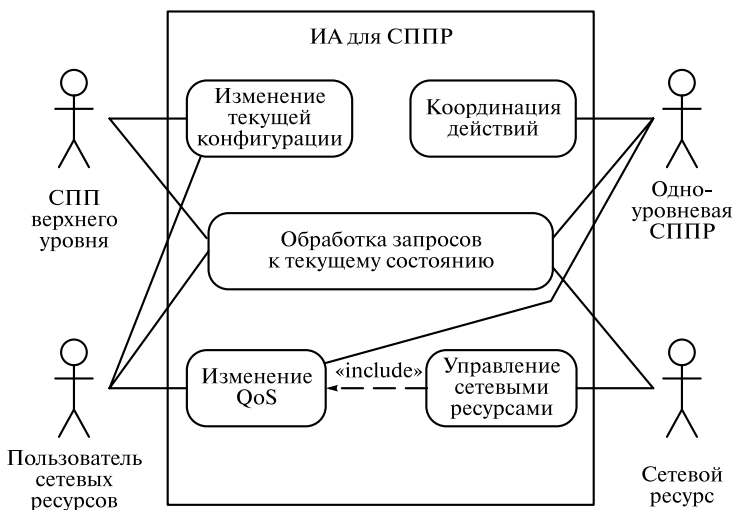 ИА для СППР
Изменение
текущей
конфигурации
Координация
действий
СПП
верхнего
уровня
Одно-
уровневая
СППР
Обработка запросов
к текущему состоянию
Изменение
QoS
«include»
Управление
сетевыми
ресурсами
Пользователь
сетевых
ресурсов
Сетевой
ресурс